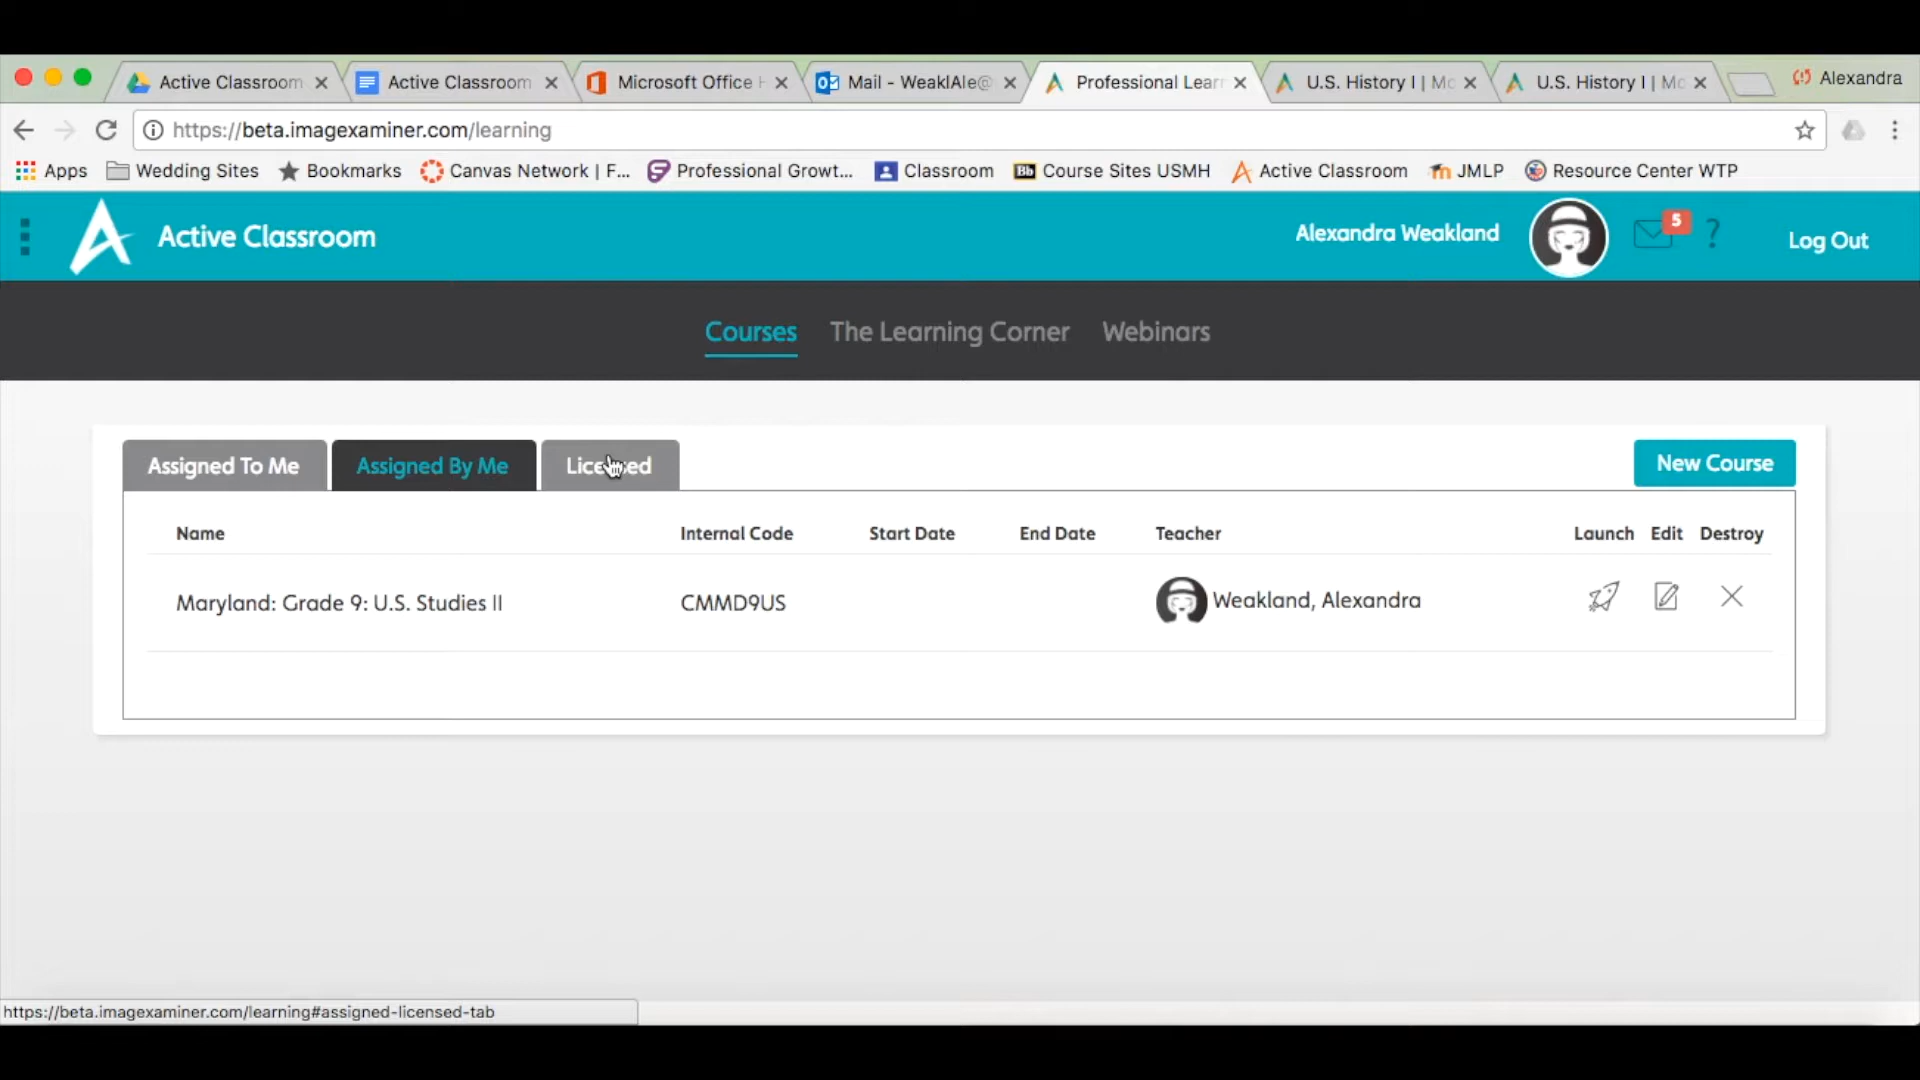 Active Classroom
Active Classroom
Microsoft Office H
Mail - WeaklAle@
Professional Lear
U.S. History I | Mo
U.S. History I | Mo
Alexandra
https://beta.imagexaminer.com/learning
Apps
Wedding Sites
Bookmarks
Canvas Network | F...
Professional Growt...
Classroom
Bb Course Sites USMH
Active Classroom
JMLP
Resource Center WTP
Active Classroom
Alexandra Weakland
5
?
Log Out
Courses
The Learning Corner
Webinars
Assigned To Me
Assigned By Me
Licensed
New Course
Name Internal Code Start Date End Date Teacher Launch Edit Destroy
Maryland: Grade 9: U.S. Studies II CMMD9US Weakland, Alexandra
https://beta.imagexaminer.com/learning#assigned-licensed-tab